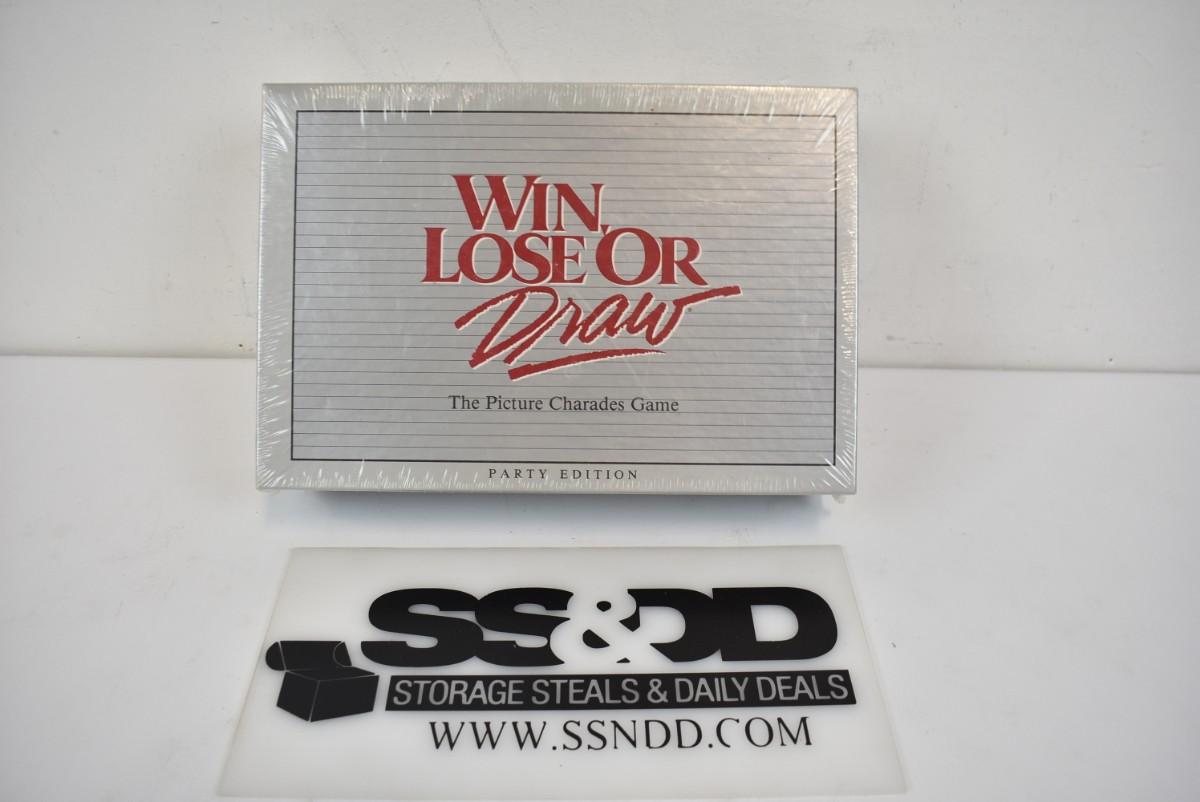 WIN,
LOSE OR
Draw
The Picture Charades Game
PARTY EDITION
SS&DD
STORAGE STEALS & DAILY DEALS
WWW.SSNDD.COM